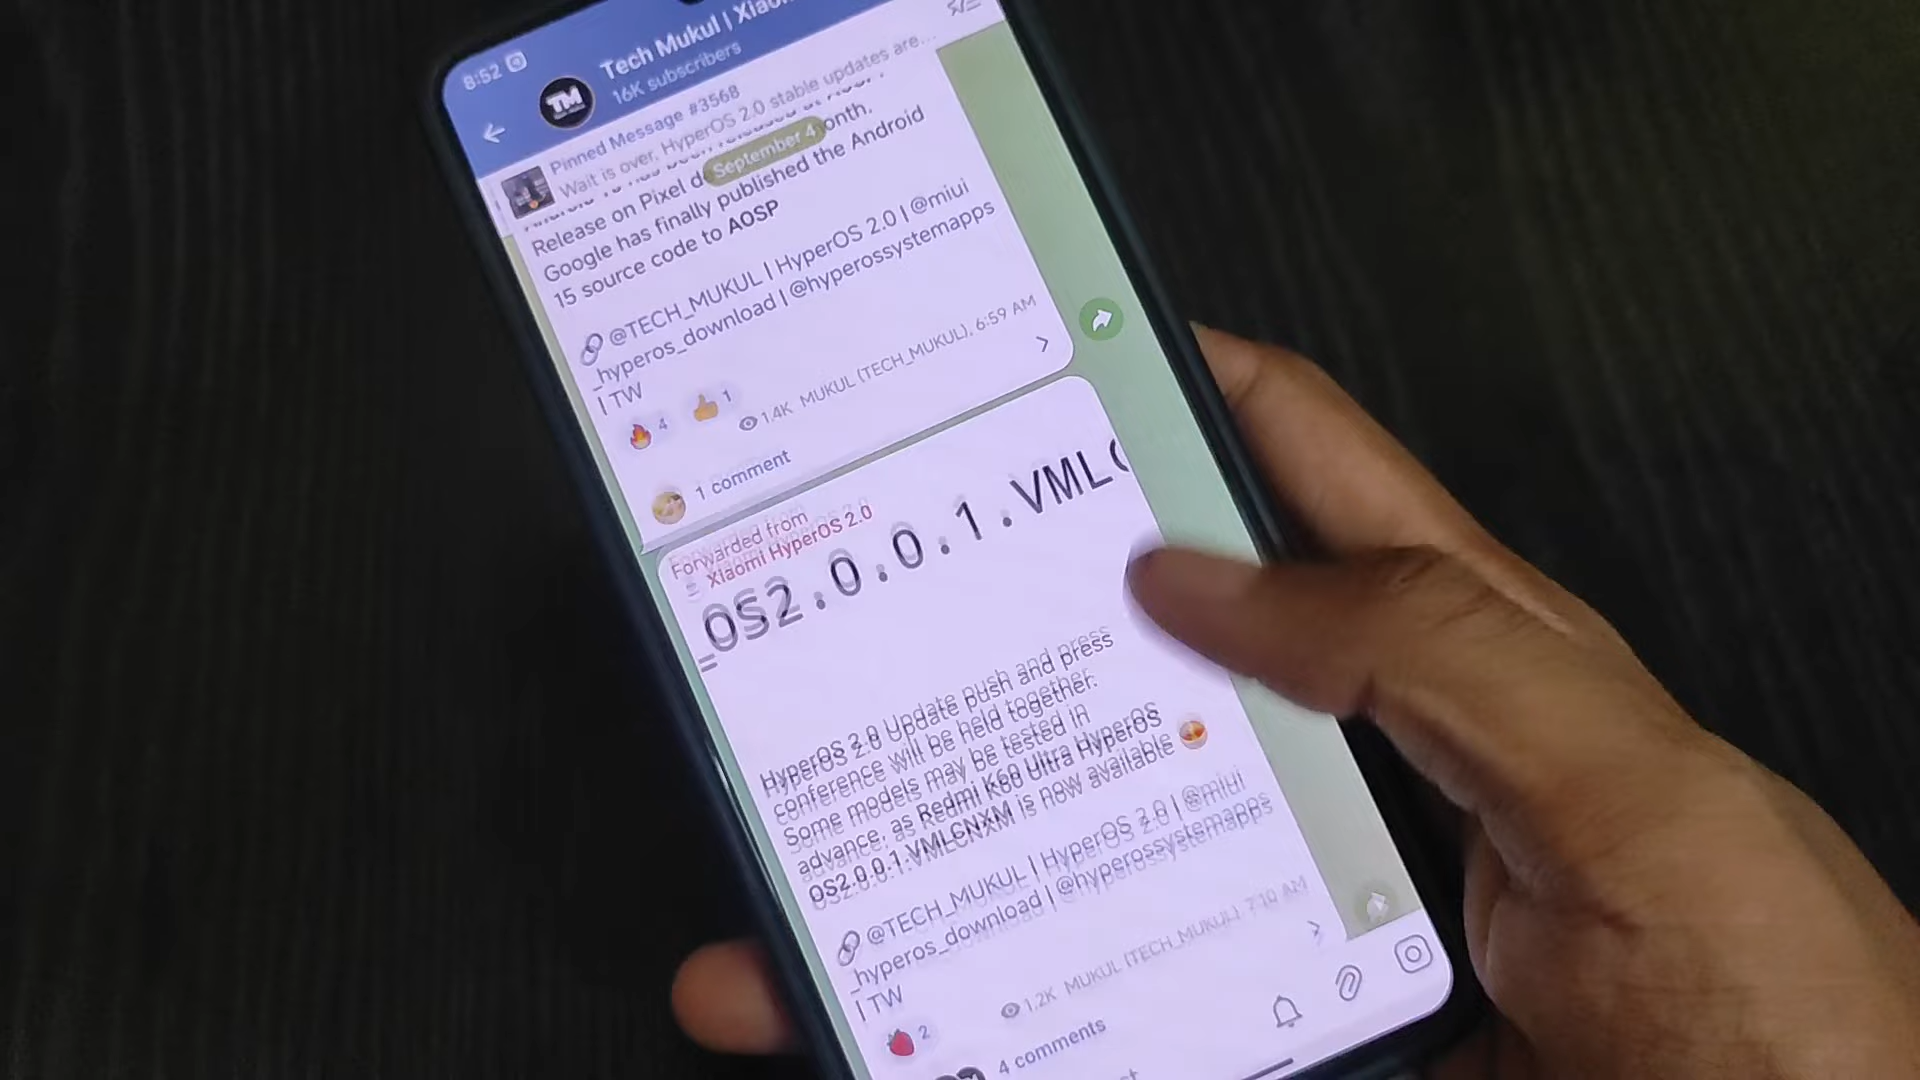 8:52
Tech Mukul | Xiao
16K subscribers
Pinned Message #3568
Wait is over, HyperOS 2.0 stable updates are...
September 4
Release on Pixel
month.
Google has finally published the Android
15 source code to AOSP
@TECH_MUKUL | HyperOS 2.0 | @miui
_hyperos_download | @hyperossystemapps
| TW
4
1
1.4K MUKUL (TECH_MUKUL), 6:59 AM
1 comment
Forwarded from
Xiaomi HyperOS 2.0
OS2.0.0.1.VML
HyperOS 2.0 Update push and press
conference will be held together.
Some models may be tested in
advance, as Redmi K60 Ultra HyperOS
OS2.0.0.1.VMLCNXM is now available
@TECH_MUKUL | HyperOS 2.0 | @miui
_hyperos_download | @hyperossystemapps
| TW
1.2K MUKUL (TECH_MUKUL), 7:10 AM
2
4 comments